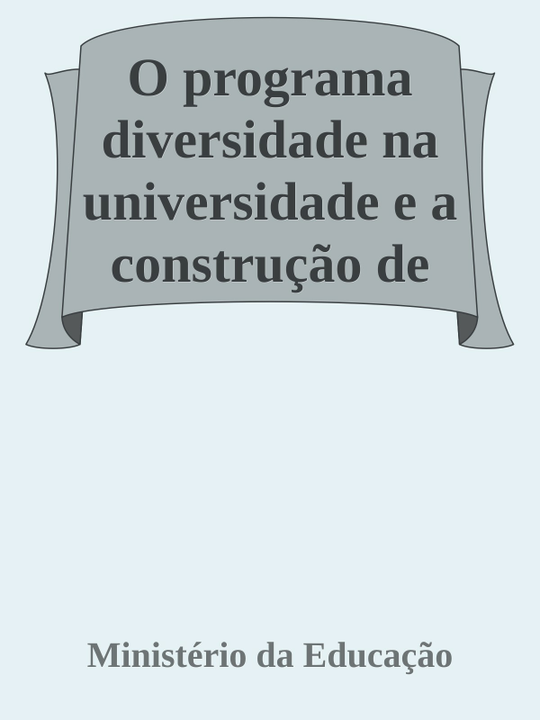 O programa
diversidade na
universidade e a
construção de
Ministério da Educação